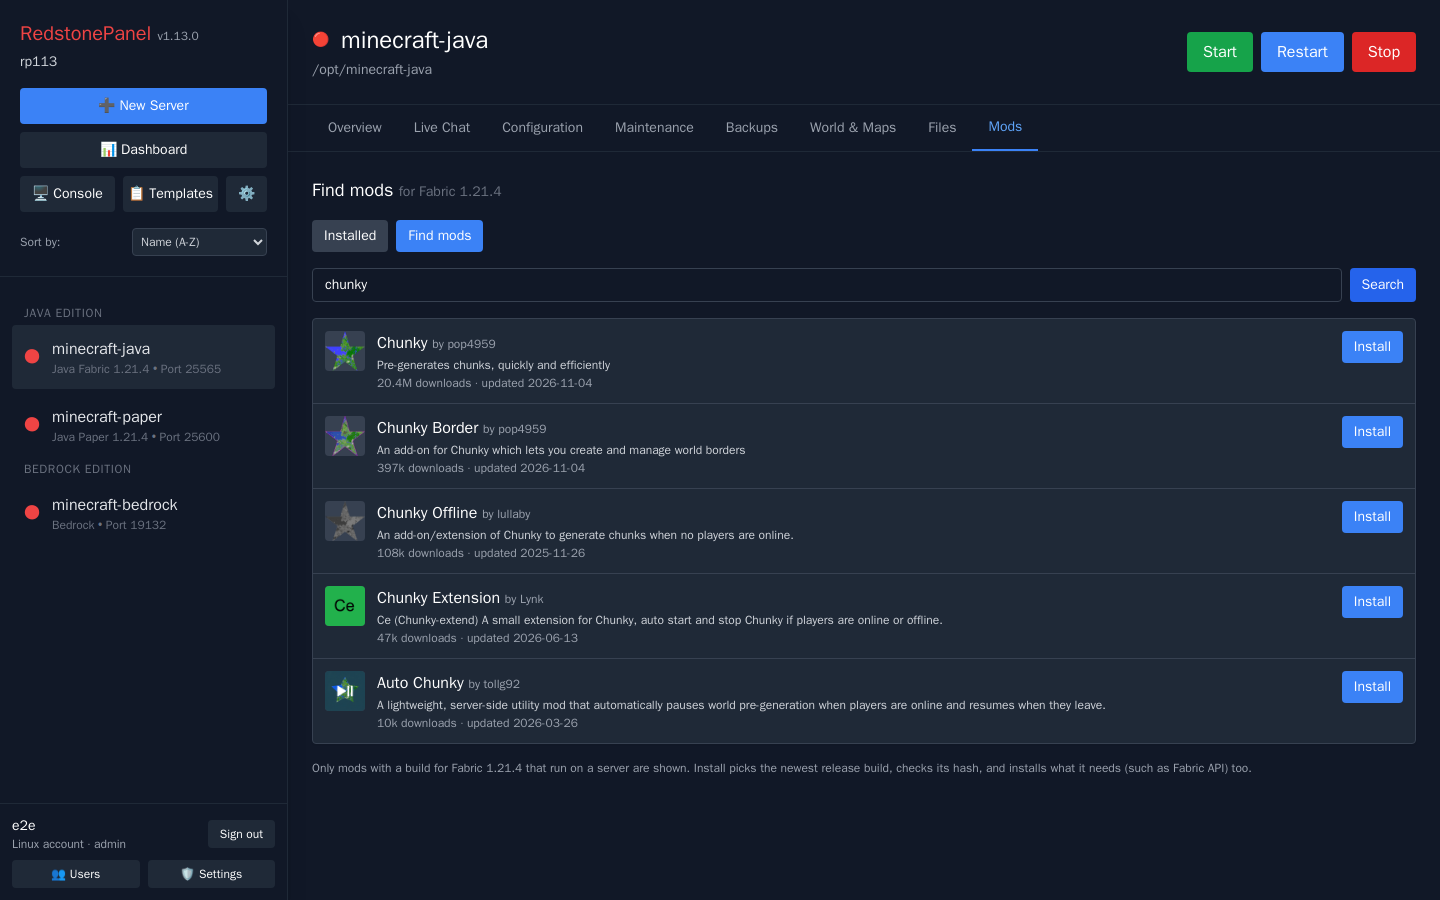 RedstonePanel v1.13.0
rp113
➕ New Server
📊 Dashboard
🖥️ Console
📋 Templates
⚙️
Sort by:
Name (A-Z)
JAVA EDITION
minecraft-java
Java Fabric 1.21.4 • Port 25565
minecraft-paper
Java Paper 1.21.4 • Port 25600
BEDROCK EDITION
minecraft-bedrock
Bedrock • Port 19132
e2e
Linux account · admin
Sign out
👥 Users
🛡️ Settings
minecraft-java
/opt/minecraft-java
Start
Restart
Stop
Overview
Live Chat
Configuration
Maintenance
Backups
World & Maps
Files
Mods
Find mods for Fabric 1.21.4
Installed
Find mods
chunky
Search
Chunky by pop4959
Pre-generates chunks, quickly and efficiently
20.4M downloads · updated 2026-11-04
Install
Chunky Border by pop4959
An add-on for Chunky which lets you create and manage world borders
397k downloads · updated 2026-11-04
Install
Chunky Offline by lullaby
An add-on/extension of Chunky to generate chunks when no players are online.
108k downloads · updated 2025-11-26
Install
Ce
Chunky Extension by Lynk
Ce (Chunky-extend) A small extension for Chunky, auto start and stop Chunky if players are online or offline.
47k downloads · updated 2026-06-13
Install
Auto Chunky by tollg92
A lightweight, server-side utility mod that automatically pauses world pre-generation when players are online and resumes when they leave.
10k downloads · updated 2026-03-26
Install
Only mods with a build for Fabric 1.21.4 that run on a server are shown. Install picks the newest release build, checks its hash, and installs what it needs (such as Fabric API) too.